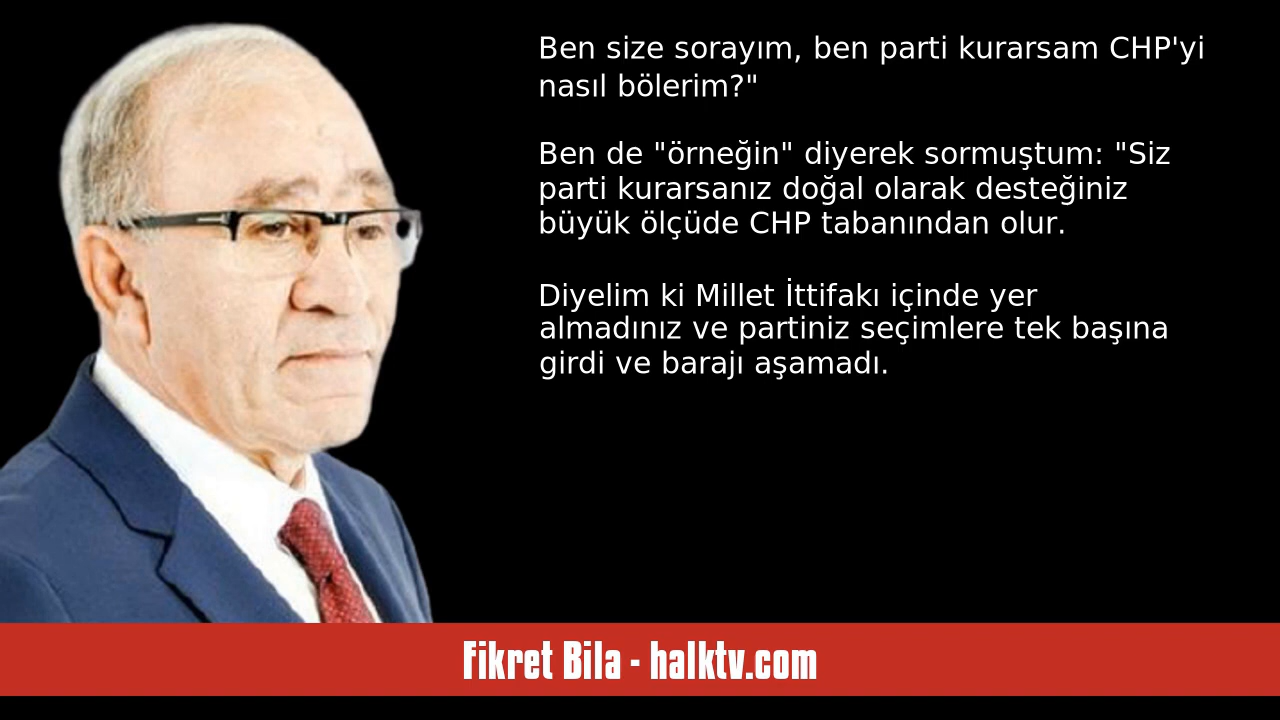 Ben size sorayım, ben parti kurarsam CHP'yi
nasıl bölerim?"
Ben de "örneğin" diyerek sormuştum: "Siz
parti kurarsanız doğal olarak desteğiniz
büyük ölçüde CHP tabanından olur.
Diyelim ki Millet İttifakı içinde yer
almadınız ve partiniz seçimlere tek başına
girdi ve barajı aşamadı.
Fikret Bila - halktv.com